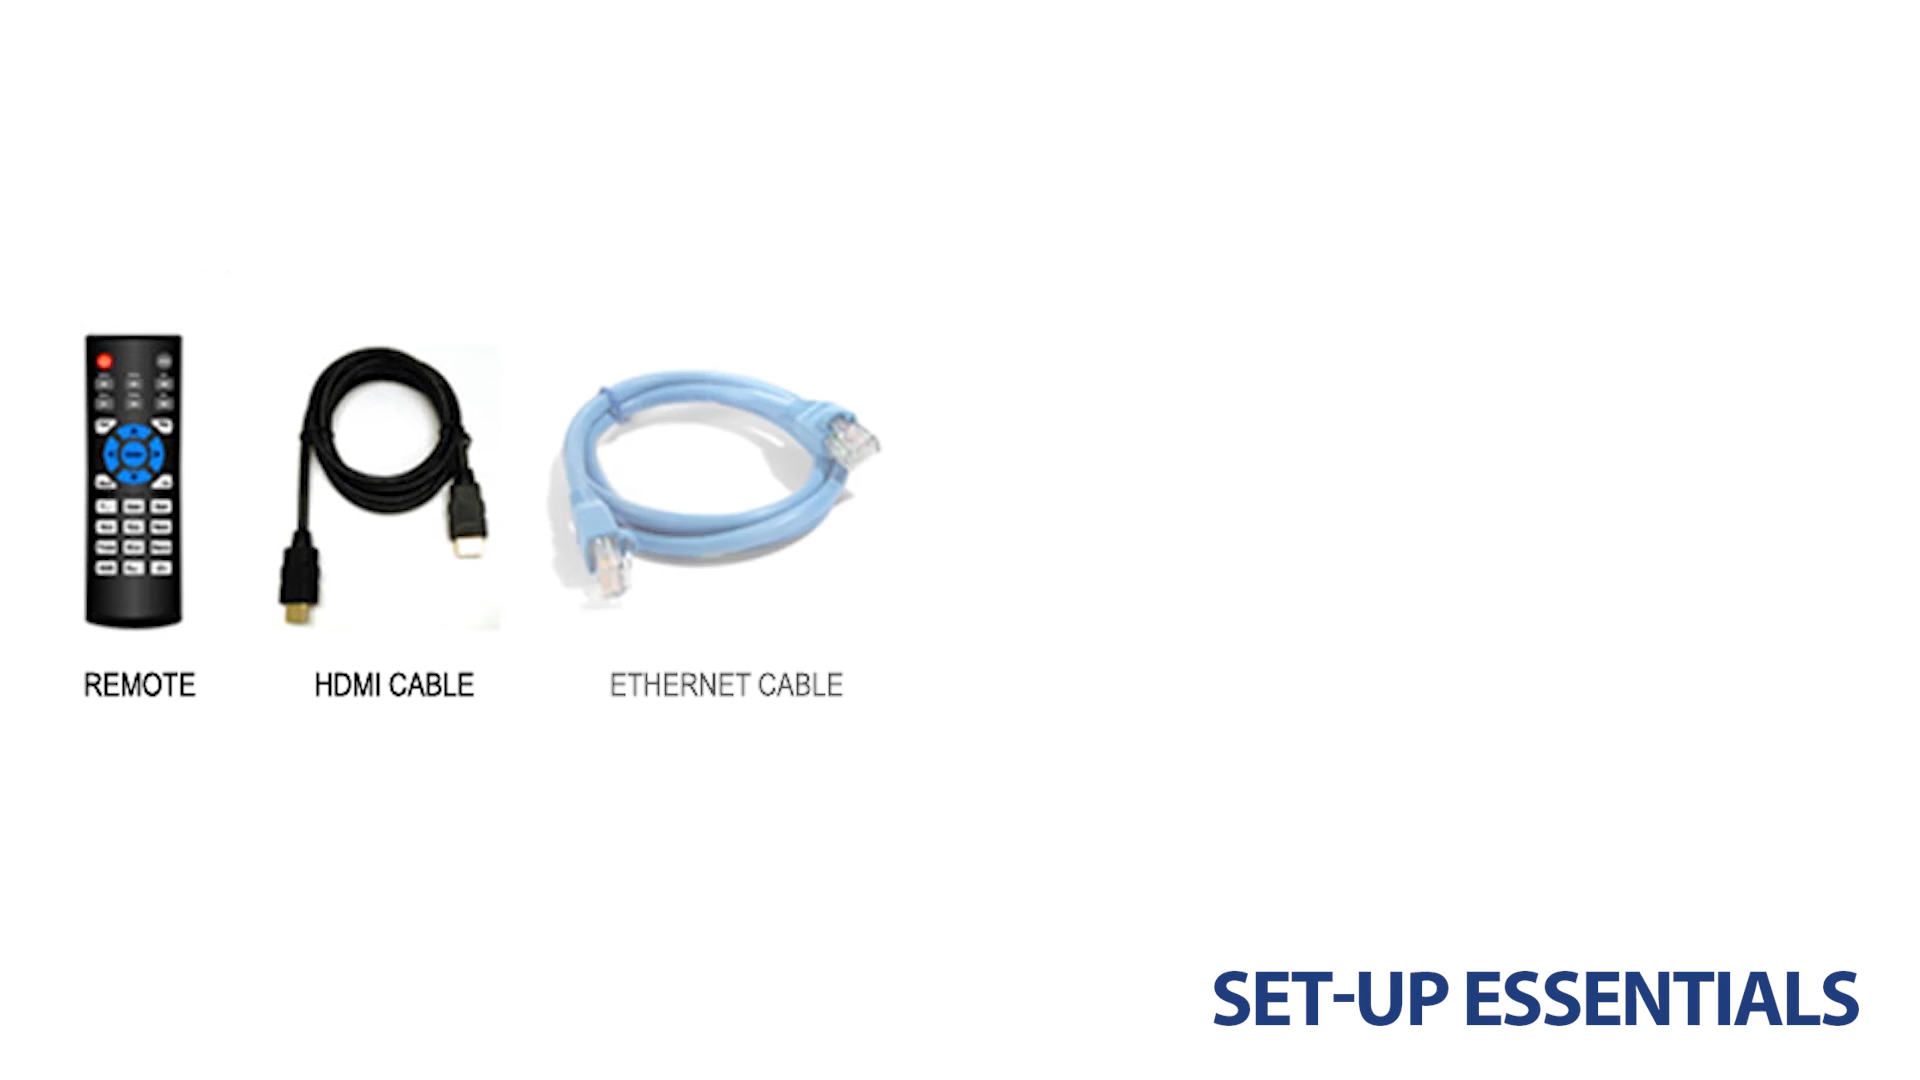 REMOTE
HDMI CABLE
ETHERNET CABLE
SET-UP ESSENTIALS